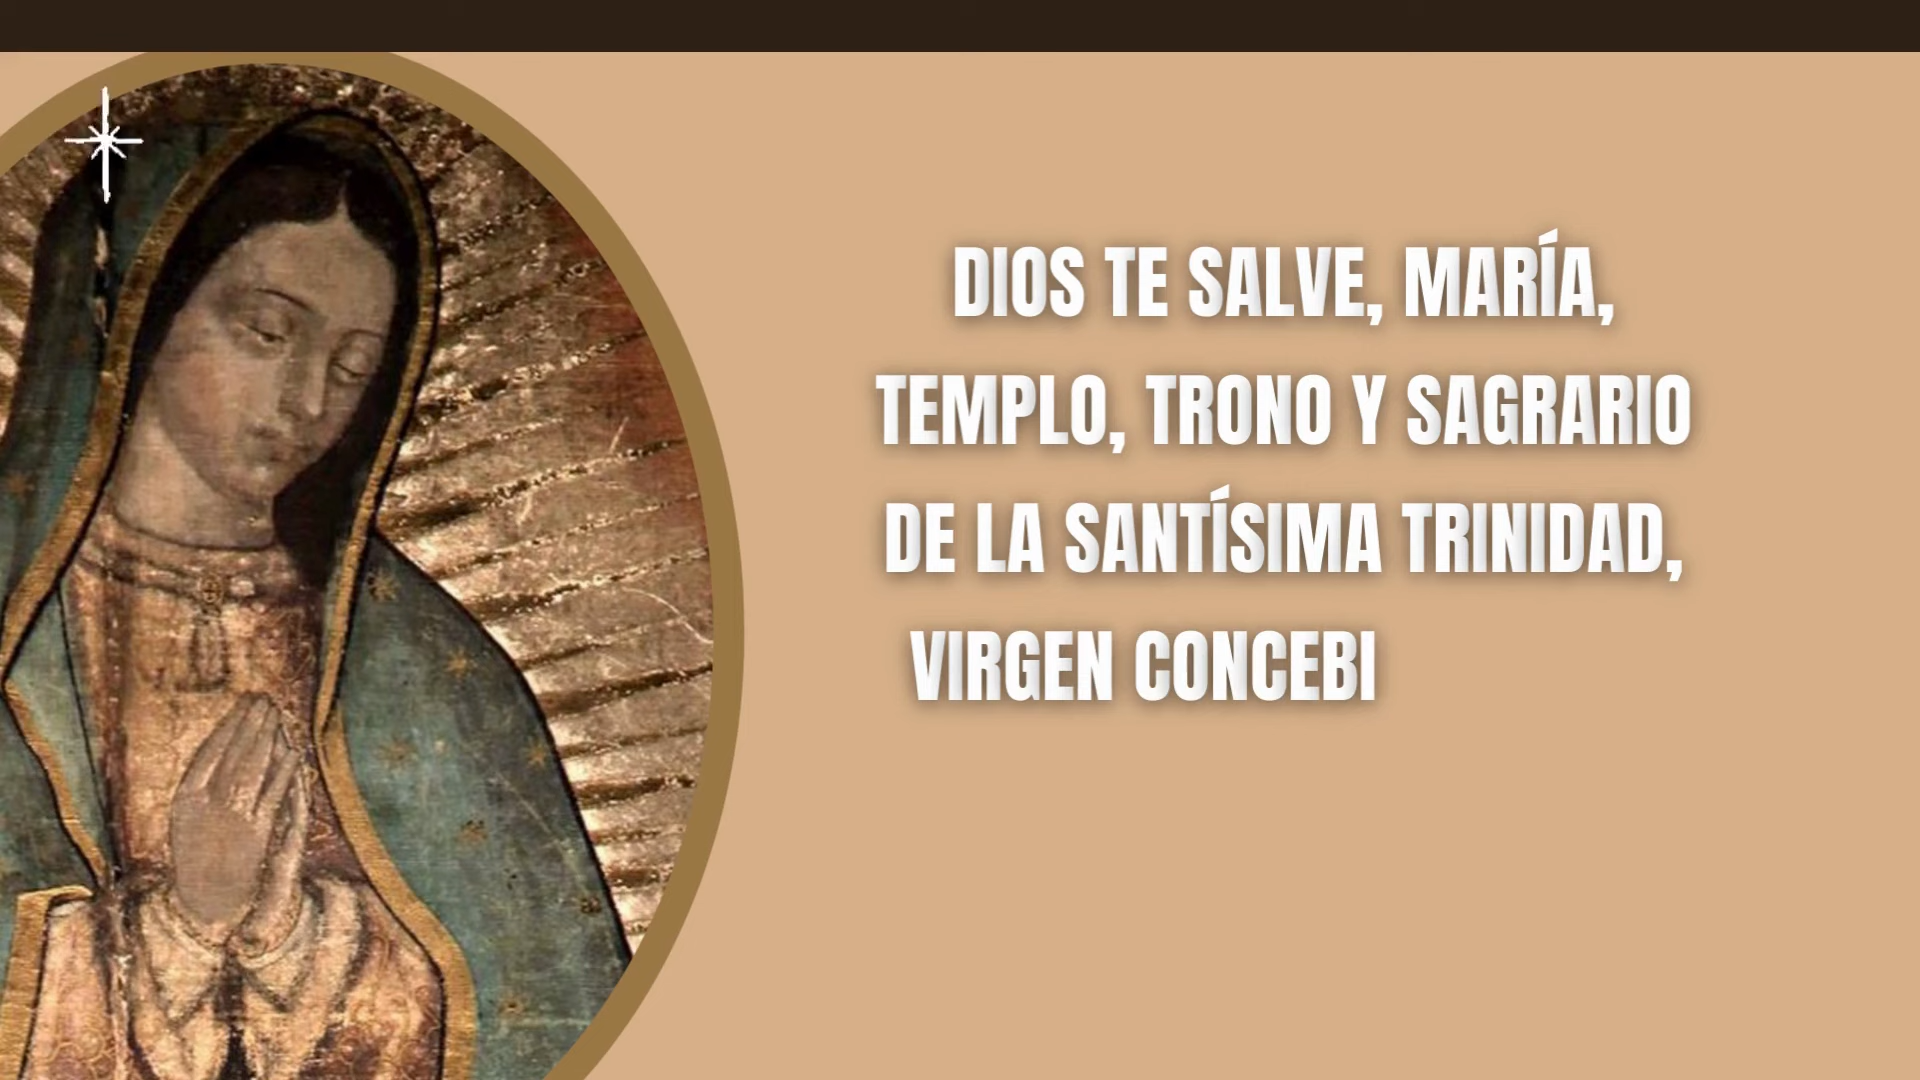 DIOS TE SALVE, MARÍA,
TEMPLO, TRONO Y SAGRARIO
DE LA SANTÍSIMA TRINIDAD,
VIRGEN CONCEBI